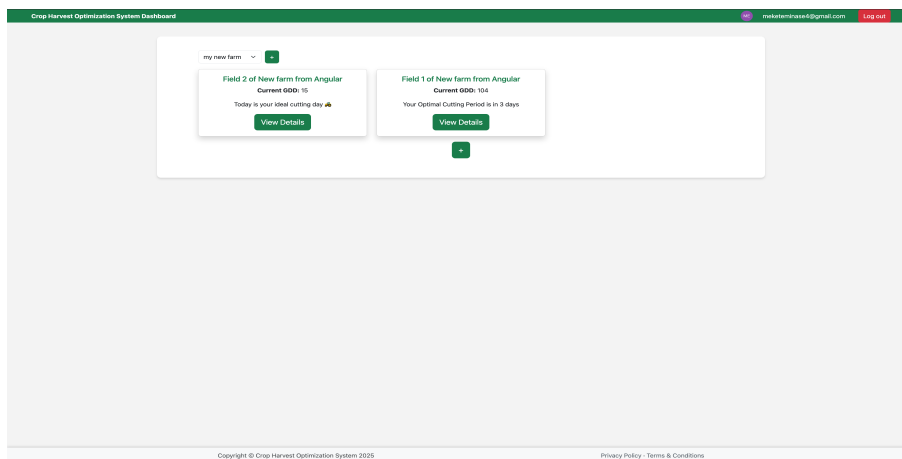 Crop Harvest Optimization System Dashboard
ME
meketeminase4@gmail.com
Log out
my new farm
+
Field 2 of New farm from Angular
Current GDD: 15
Today is your ideal cutting day 🚜
View Details
Field 1 of New farm from Angular
Current GDD: 104
Your Optimal Cutting Period is in 3 days
View Details
+
Copyright © Crop Harvest Optimization System 2025
Privacy Policy · Terms & Conditions